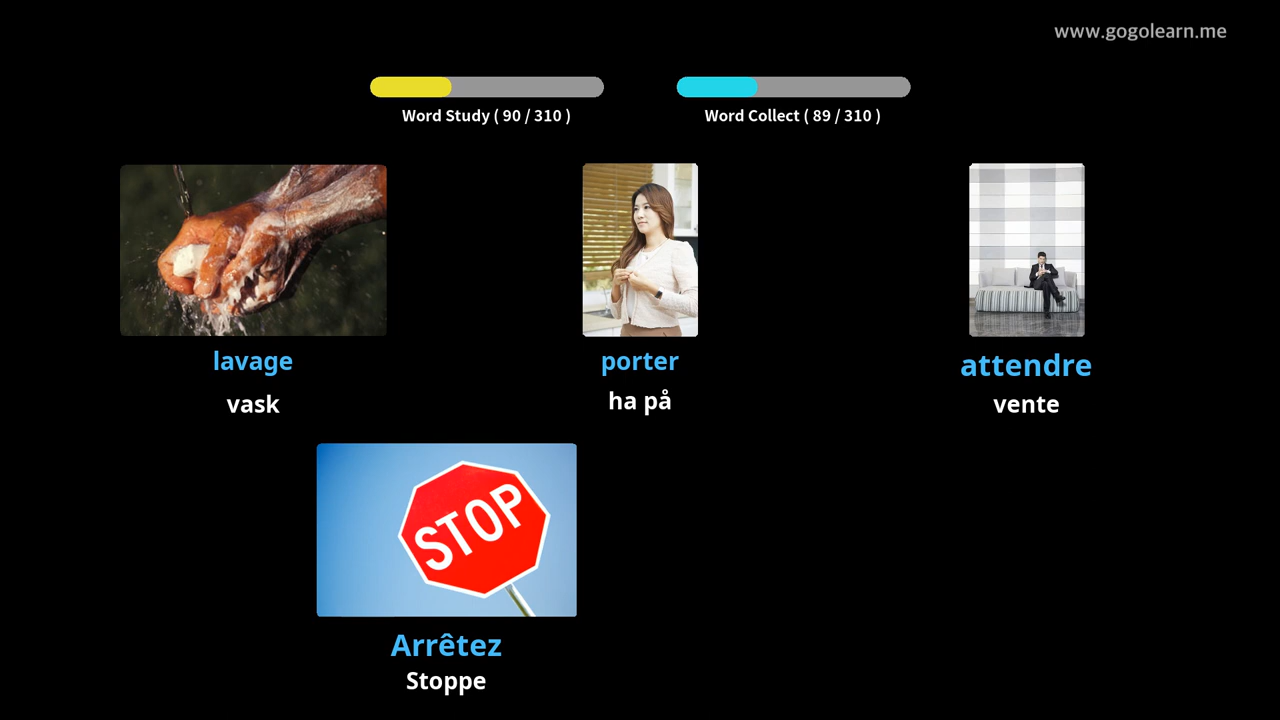 www.gogolearn.me
Word Study ( 90 / 310 )
Word Collect ( 89 / 310 )
lavage
vask
porter
ha på
attendre
vente
STOP
Arrêtez
Stoppe